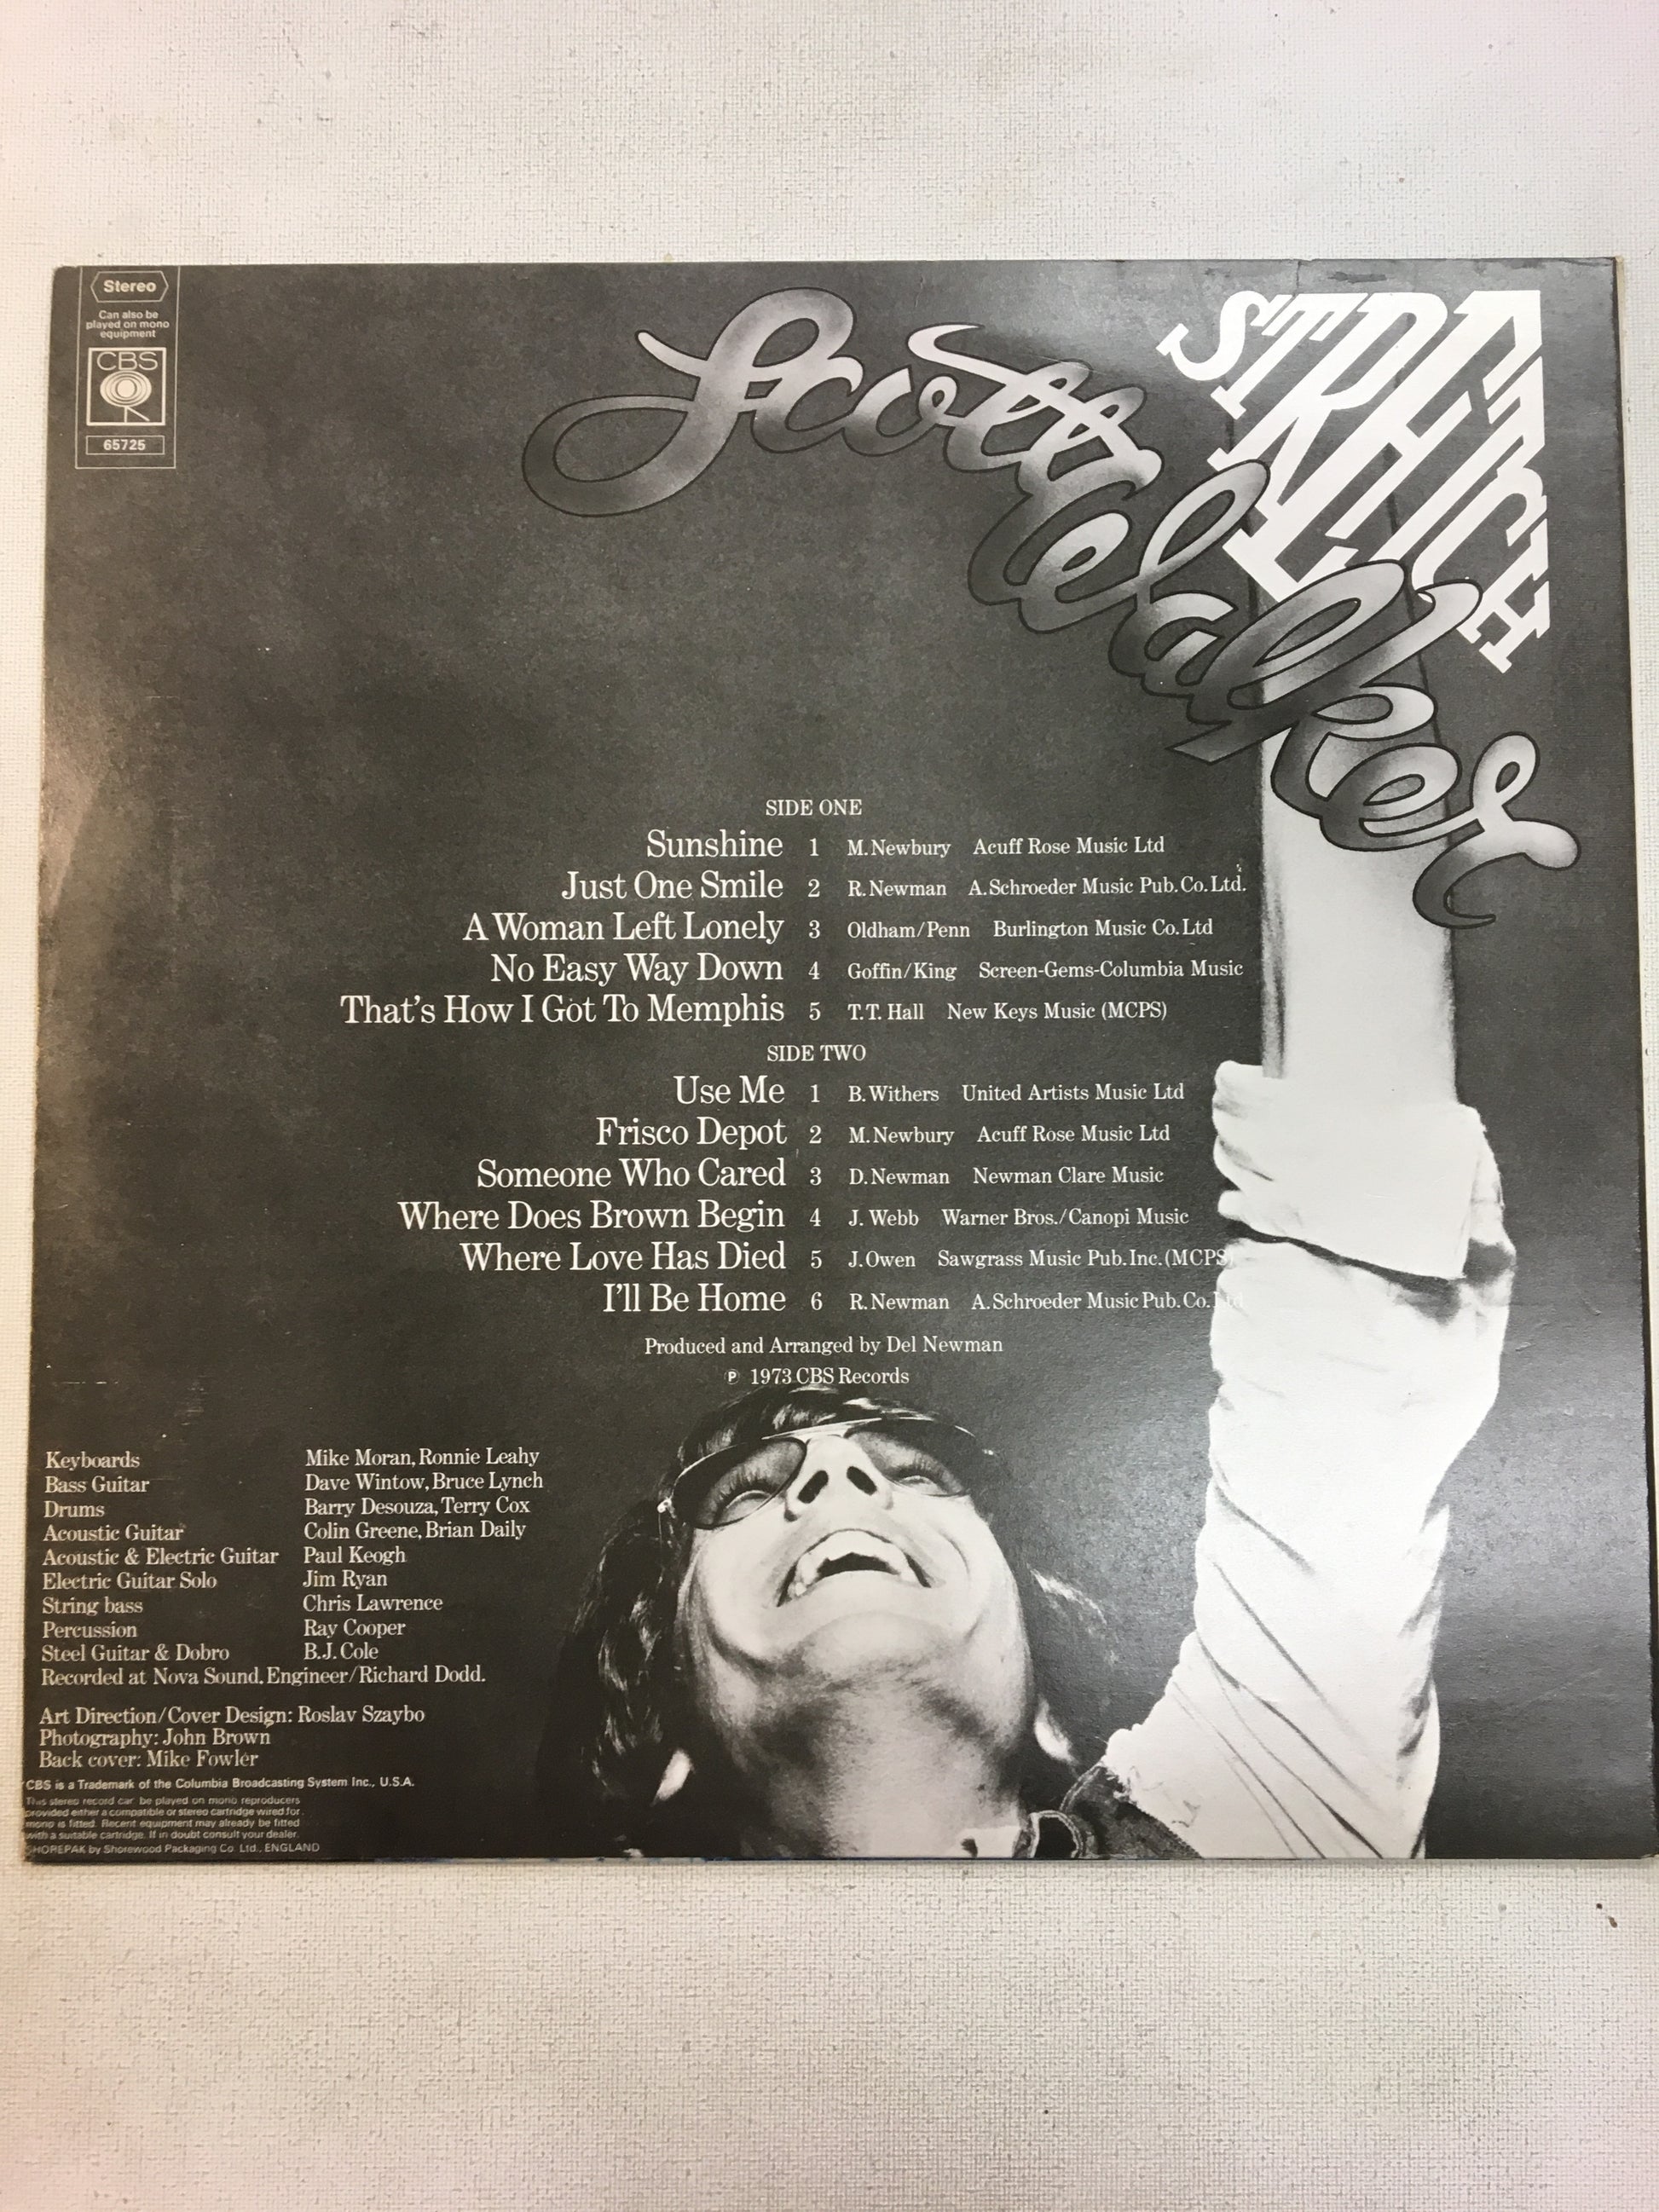 Stereo
Can also be
played on mono
equipment
CBS
65725
Scott Walker
STRETCH
SIDE ONE
Sunshine 1 M.Newbury Acuff Rose Music Ltd
Just One Smile 2 R.Newman A.Schroeder Music Pub.Co.Ltd.
A Woman Left Lonely 3 Oldham/Penn Burlington Music Co.Ltd
No Easy Way Down 4 Goffin/King Screen-Gems-Columbia Music
That's How I Got To Memphis 5 T.T. Hall New Keys Music (MCPS)
SIDE TWO
Use Me 1 B.Withers United Artists Music Ltd
Frisco Depot 2 M.Newbury Acuff Rose Music Ltd
Someone Who Cared 3 D.Newman Newman Clare Music
Where Does Brown Begin 4 J. Webb Warner Bros./Canopi Music
Where Love Has Died 5 J.Owen Sawgrass Music Pub.Inc.(MCPS)
I'll Be Home 6 R.Newman A.Schroeder Music Pub.Co.Ltd
Produced and Arranged by Del Newman
℗ 1973 CBS Records
Keyboards Mike Moran, Ronnie Leahy
Bass Guitar Dave Wintow, Bruce Lynch
Drums Barry Desouza, Terry Cox
Acoustic Guitar Colin Greene, Brian Daily
Acoustic & Electric Guitar Paul Keogh
Electric Guitar Solo Jim Ryan
String bass Chris Lawrence
Percussion Ray Cooper
Steel Guitar & Dobro B.J. Cole
Recorded at Nova Sound. Engineer/Richard Dodd.
Art Direction/Cover Design: Roslav Szaybo
Photography: John Brown
Back cover: Mike Fowler
CBS is a Trademark of the Columbia Broadcasting System Inc., U.S.A.
This stereo record car be played on mono reproducers
provided either a compatible or stereo cartridge wired for
mono is fitted. Recent equipment may already be fitted
with a suitable cartridge. If in doubt consult your dealer.
SHOREPAK by Shorewood Packaging Co. Ltd., ENGLAND